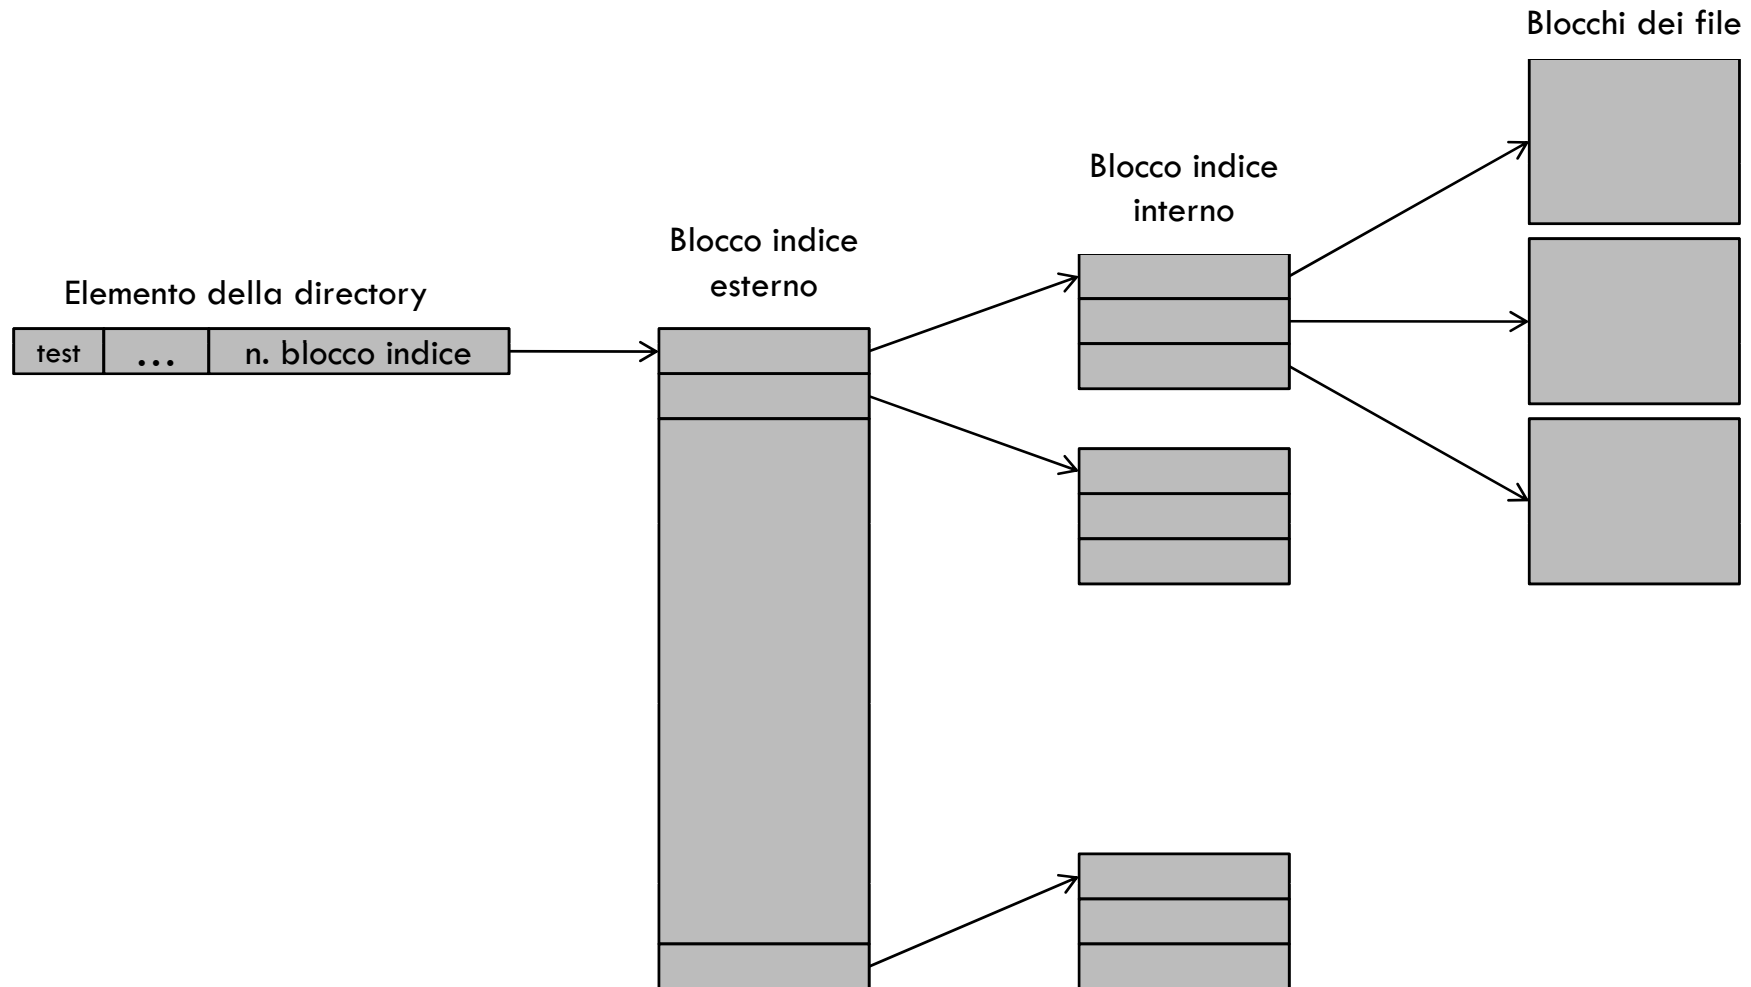 Blocchi dei file
Blocco indice
interno
Blocco indice
esterno
Elemento della directory
test
...
n. blocco indice